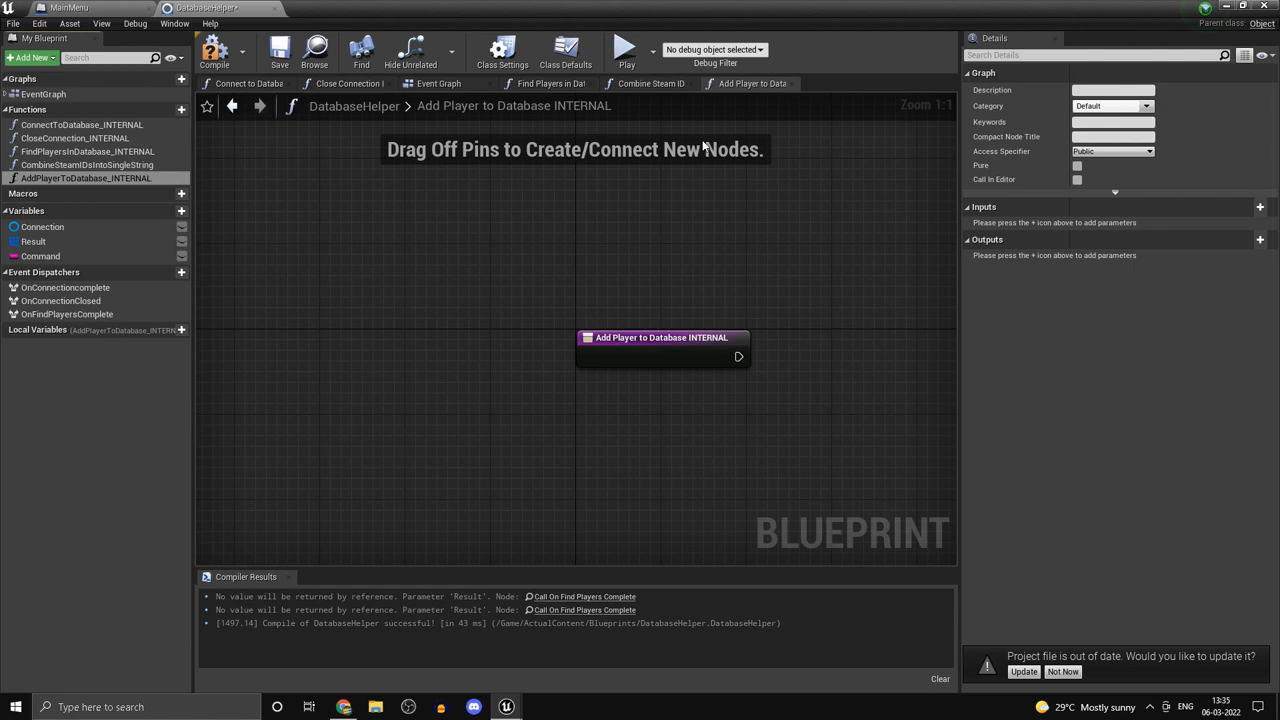 MainMenu
DatabaseHelper*
File Edit Asset View Debug Window Help
Parent class: Object
My Blueprint
Add New
Search
Graphs
EventGraph
Functions
ConnectToDatabase_INTERNAL
CloseConnection_INTERNAL
FindPlayersInDatabase_INTERNAL
CombineSteamIDsIntoSingleString
AddPlayerToDatabase_INTERNAL
Macros
Variables
Connection
Result
Command
Event Dispatchers
OnConnectioncomplete
OnConnectionClosed
OnFindPlayersComplete
Local Variables (AddPlayerToDatabase_INTERN
Compile Save Browse Find Hide Unrelated Class Settings Class Defaults Play
No debug object selected
Debug Filter
Connect to Databa Close Connection I Event Graph Find Players in Dat Combine Steam ID Add Player to Data
DatabaseHelper > Add Player to Database INTERNAL
Zoom 1:1
Drag Off Pins to Create/Connect New Nodes.
Add Player to Database INTERNAL
BLUEPRINT
Compiler Results
No value will be returned by reference. Parameter 'Result'. Node: Call On Find Players Complete
No value will be returned by reference. Parameter 'Result'. Node: Call On Find Players Complete
[1497.14] Compile of DatabaseHelper successful! [in 43 ms] (/Game/ActualContent/Blueprints/DatabaseHelper.DatabaseHelper)
Clear
Details
Search Details
Graph
Description
Category Default
Keywords
Compact Node Title
Access Specifier Public
Pure
Call In Editor
Inputs
Please press the + icon above to add parameters
Outputs
Please press the + icon above to add parameters
Project file is out of date. Would you like to update it?
Update Not Now
Type here to search
29°C Mostly sunny
ENG
13:35
06-03-2022